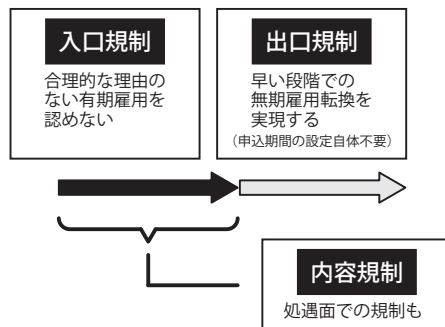 入口規制
合理的な理由の
ない有期雇用を
認めない
出口規制
早い段階での
無期雇用転換を
実現する
（申込期間の設定自体不要）
内容規制
処遇面での規制も